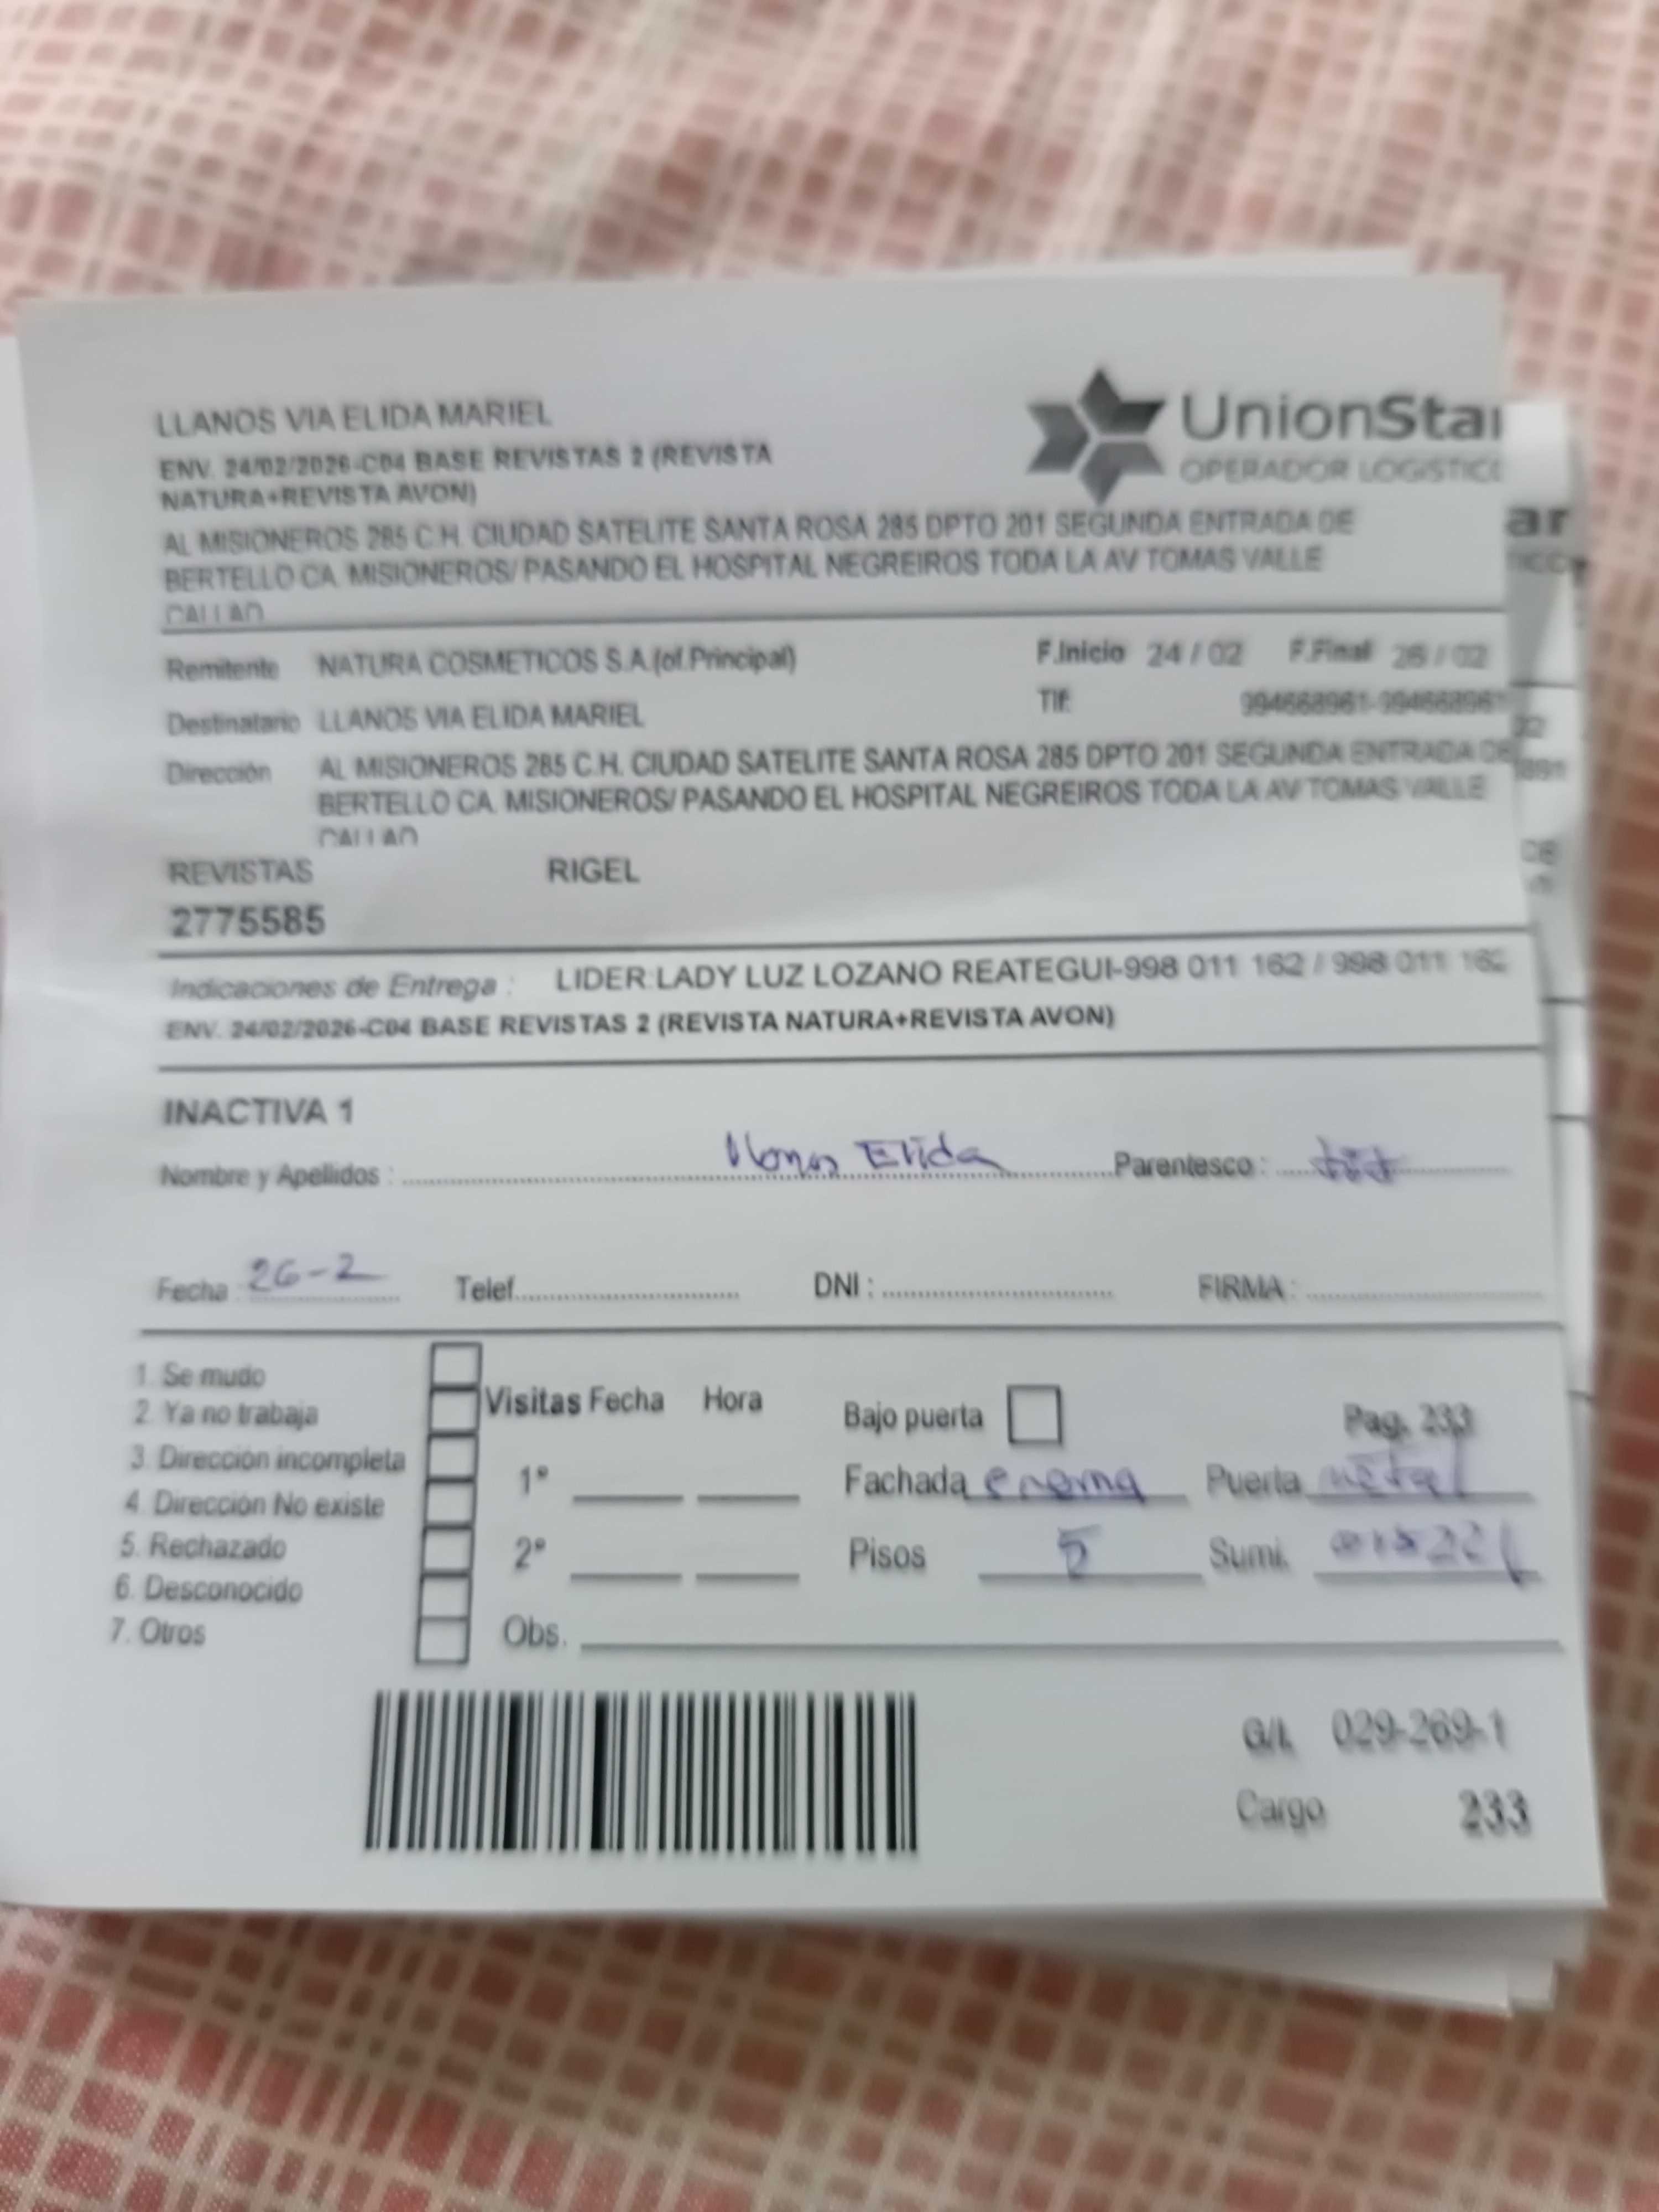 LLANOS VIA ELIDA MARIEL
UnionStar
ENV. 24/02/2026-C04 BASE REVISTAS 2 (REVISTA
OPERADOR LOGISTICO
NATURA+REVISTA AVON)
AL MISIONEROS 285 C.H. CIUDAD SATELITE SANTA ROSA 285 DPTO 201 SEGUNDA ENTRADA DE
BERTELLO CA. MISIONEROS/ PASANDO EL HOSPITAL NEGREIROS TODA LA AV TOMAS VALLE
CALLAO
Remitente NATURA COSMETICOS S.A.(of.Principal) F.Inicio 24 / 02 F.Final 26 / 02
Destinatario LLANOS VIA ELIDA MARIEL Tlf: 994668961-994668961
Dirección AL MISIONEROS 285 C.H. CIUDAD SATELITE SANTA ROSA 285 DPTO 201 SEGUNDA ENTRADA DE
BERTELLO CA. MISIONEROS/ PASANDO EL HOSPITAL NEGREIROS TODA LA AV TOMAS VALLE
CALLAO
REVISTAS RIGEL
2775585
Indicaciones de Entrega : LIDER:LADY LUZ LOZANO REATEGUI-998 011 162 / 998 011 162
ENV. 24/02/2026-C04 BASE REVISTAS 2 (REVISTA NATURA+REVISTA AVON)
INACTIVA 1
Nombre y Apellidos : Llanos Elida Parentesco :
Fecha 26-2 Telef. DNI : FIRMA :
1. Se mudo
2. Ya no trabaja
3. Dirección incompleta
4. Dirección No existe
5. Rechazado
6. Desconocido
7. Otros
Visitas Fecha Hora
1°
2°
Obs.
Bajo puerta Pag. 233
Fachada crema Puerta metal
Pisos 5 Sumi.
G/I. 029-269-1
Cargo 233